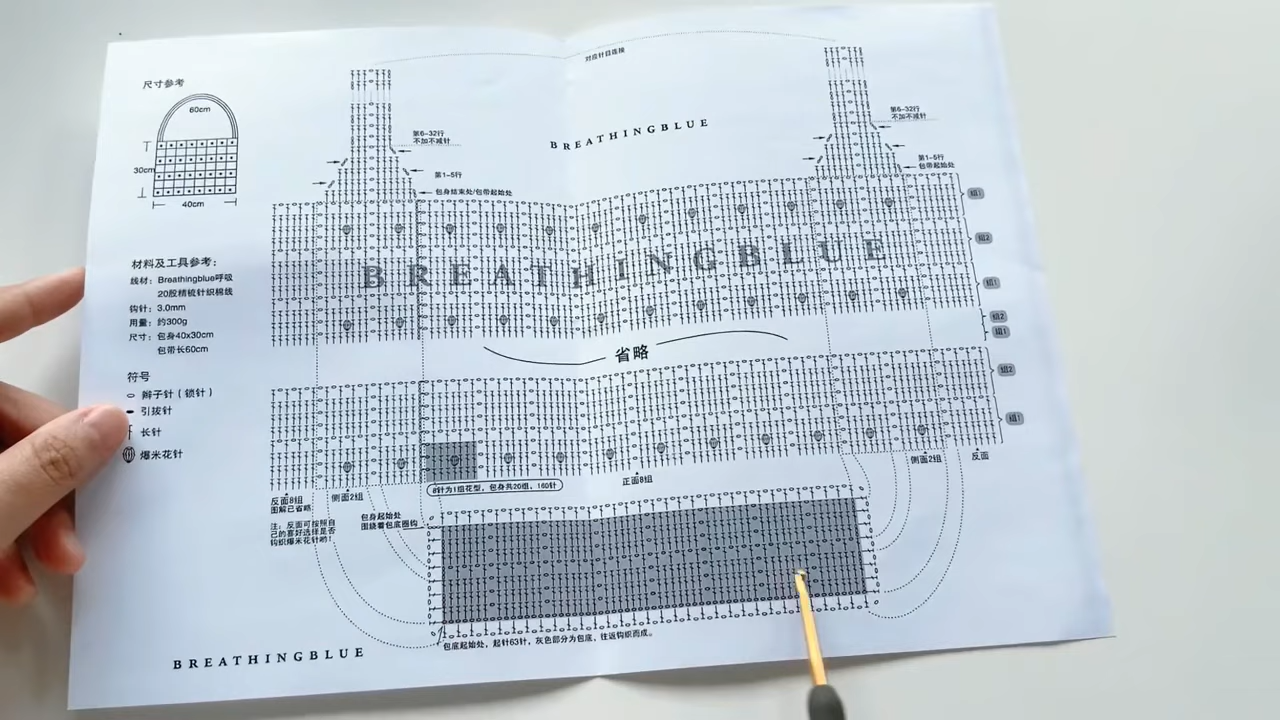 尺寸参考
60cm
30cm
40cm
对应针目连接
BREATHINGBLUE
第6-32行
不加不减针
第1-5行
包身结束处/包带起始处
第6-32行
不加不减针
第1-5行
包带起始处
组1
组2
组1
组2
组1
组2
组1
BREATHINGBLUE
材料及工具参考:
线材: Breathingblue呼吸
20股精梳针织棉线
钩针: 3.0mm
用量: 约300g
尺寸: 包身40x30cm
包带长60cm
符号
辫子针(锁针)
引拔针
长针
爆米花针
省略
8针为1组花型, 包身共20组, 160针
正面8组
侧面2组
反面
反面8组
图解已省略
侧面2组
注: 反面可按照自
己的喜好选择是否
钩织爆米花针哟!
包身起始处
围绕着包底圈钩
包底起始处, 起针63针, 灰色部分为包底, 往返钩织而成。
BREATHINGBLUE